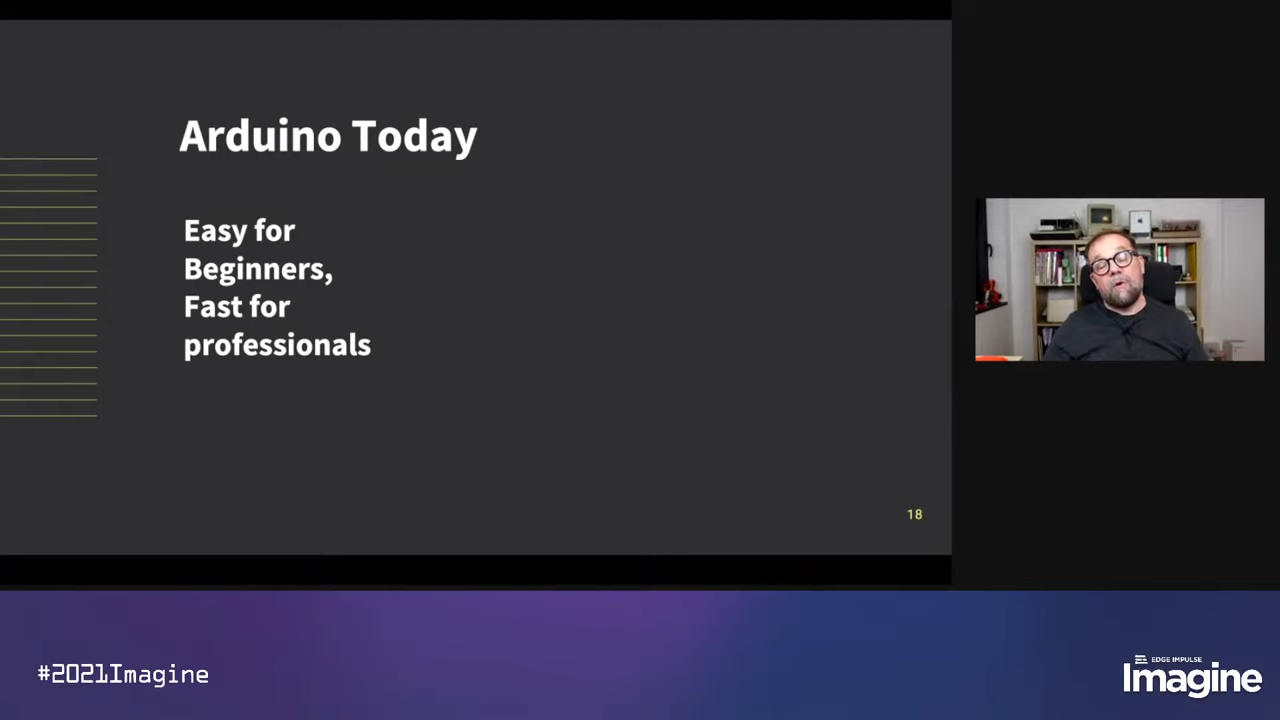 Arduino Today
Easy for
Beginners,
Fast for
professionals
18
#2021Imagine
EDGE IMPULSE
Imagine